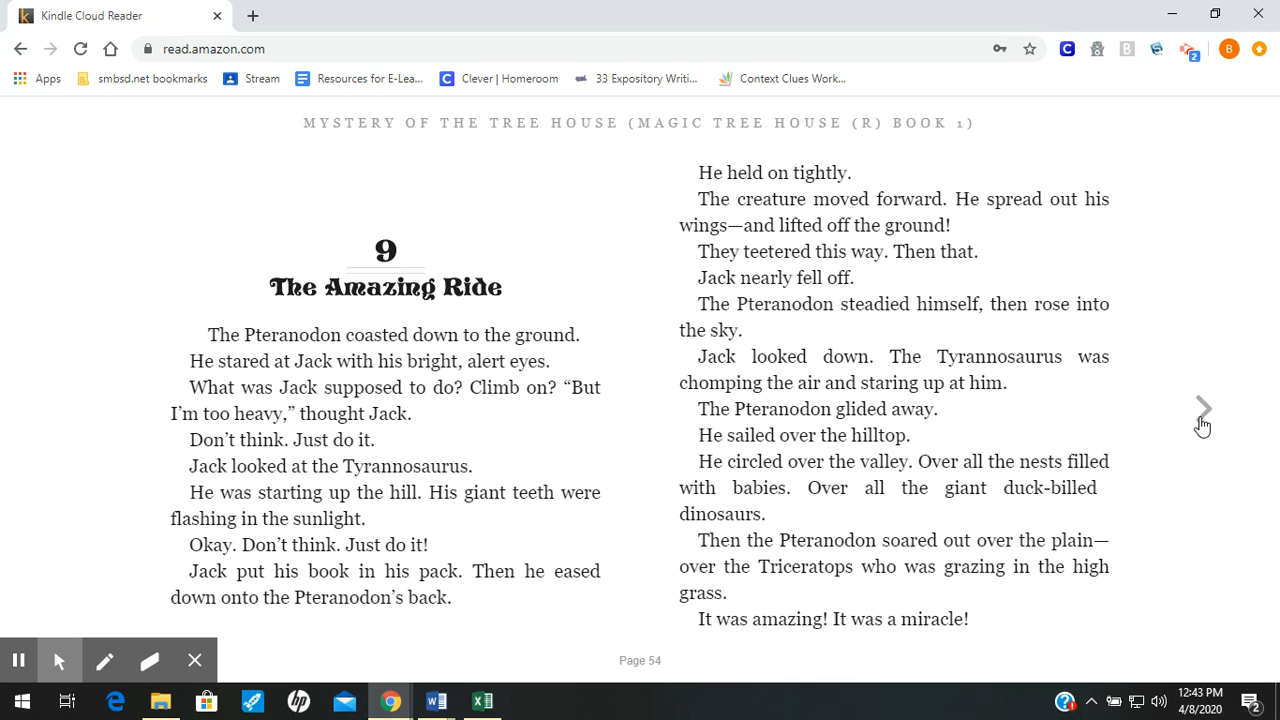 Kindle Cloud Reader
read.amazon.com
Apps
smbsd.net bookmarks
Stream
Resources for E-Lea...
Clever | Homeroom
33 Expository Writi...
Context Clues Work...
MYSTERY OF THE TREE HOUSE (MAGIC TREE HOUSE (R) BOOK 1)
9
The Amazing Ride
The Pteranodon coasted down to the ground.
He stared at Jack with his bright, alert eyes.
What was Jack supposed to do? Climb on? “But
I’m too heavy,” thought Jack.
Don’t think. Just do it.
Jack looked at the Tyrannosaurus.
He was starting up the hill. His giant teeth were
flashing in the sunlight.
Okay. Don’t think. Just do it!
Jack put his book in his pack. Then he eased
down onto the Pteranodon’s back.
He held on tightly.
The creature moved forward. He spread out his
wings—and lifted off the ground!
They teetered this way. Then that.
Jack nearly fell off.
The Pteranodon steadied himself, then rose into
the sky.
Jack looked down. The Tyrannosaurus was
chomping the air and staring up at him.
The Pteranodon glided away.
He sailed over the hilltop.
He circled over the valley. Over all the nests filled
with babies. Over all the giant duck-billed
dinosaurs.
Then the Pteranodon soared out over the plain—
over the Triceratops who was grazing in the high
grass.
It was amazing! It was a miracle!
Page 54
12:43 PM
4/8/2020